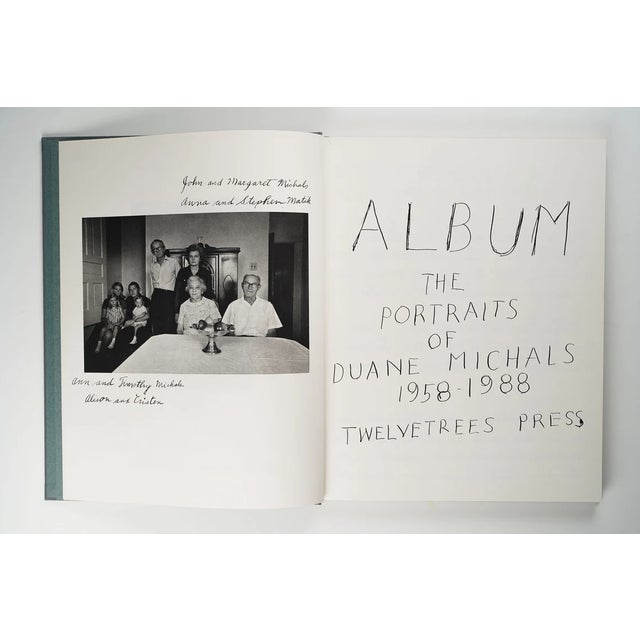 John and Margaret Michals
Anna and Stephen Matik
Ann and Timothy Michals
Alison and Tristen
ALBUM
THE
PORTRAITS
OF
DUANE MICHALS
1958-1988
TWELVETREES PRESS